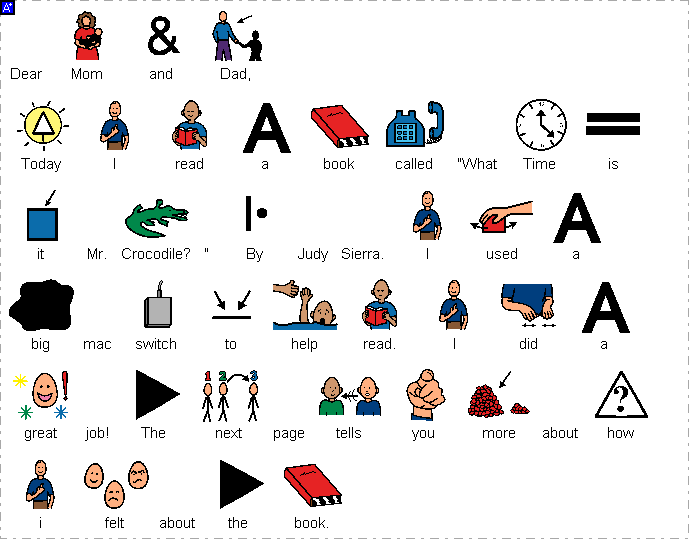 Dear Mom and Dad,
Today I read a book called "What Time is
it Mr. Crocodile? " By Judy Sierra. I used a
big mac switch to help read. I did a
great job! The next page tells you more about how
i felt about the book.